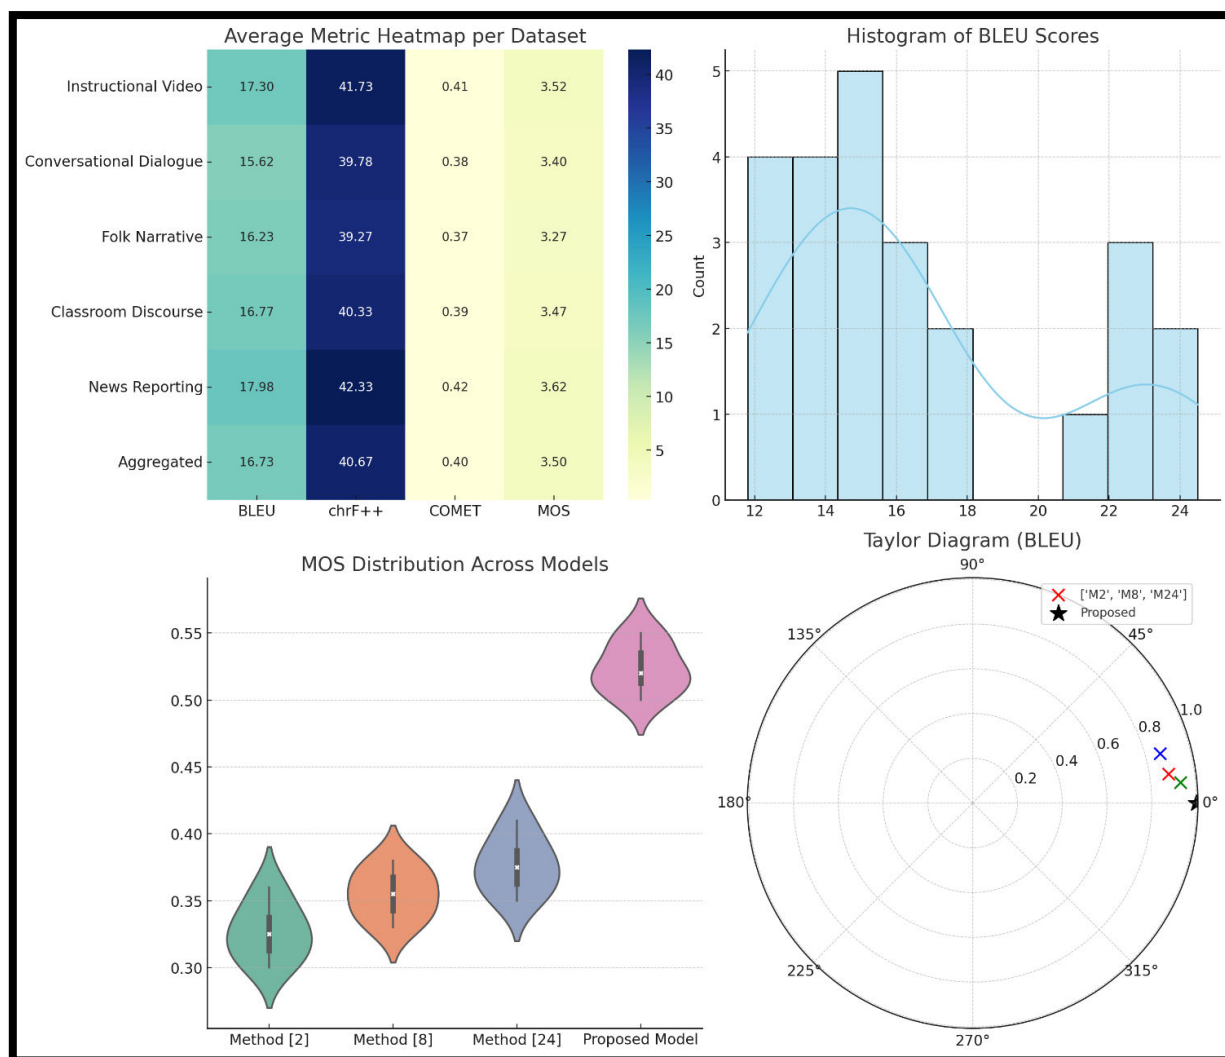 Average Metric Heatmap per Dataset
Instructional Video 17.30 41.73 0.41 3.52
Conversational Dialogue 15.62 39.78 0.38 3.40
Folk Narrative 16.23 39.27 0.37 3.27
Classroom Discourse 16.77 40.33 0.39 3.47
News Reporting 17.98 42.33 0.42 3.62
Aggregated 16.73 40.67 0.40 3.50
BLEU chrF++ COMET MOS
40
35
30
25
20
15
10
5
Histogram of BLEU Scores
Count
5
4
3
2
1
0
12 14 16 18 20 22 24
MOS Distribution Across Models
0.55
0.50
0.45
0.40
0.35
0.30
Method [2] Method [8] Method [24] Proposed Model
Taylor Diagram (BLEU)
90°
['M2', 'M8', 'M24']
Proposed
135° 45°
1.0
0.8
0.6
0.4
0.2
180° 0°
225° 315°
270°